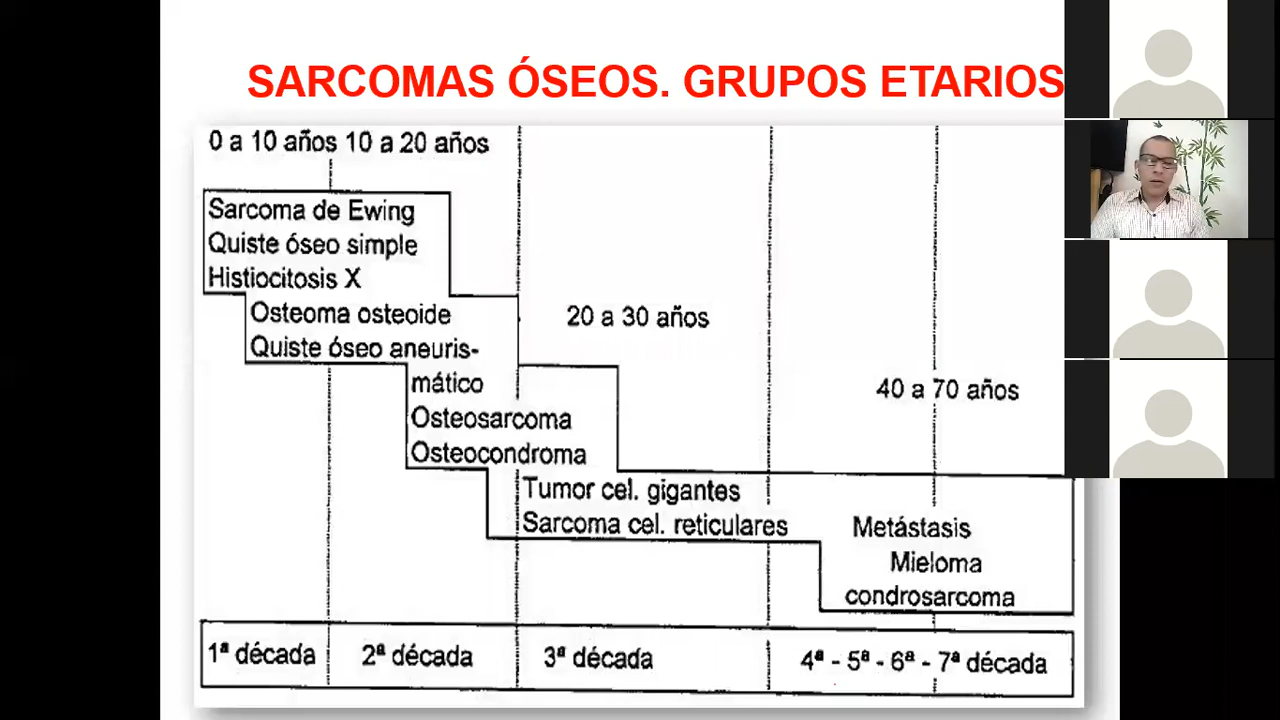 SARCOMAS ÓSEOS. GRUPOS ETARIOS
0 a 10 años 10 a 20 años
Sarcoma de Ewing
Quiste óseo simple
Histiocitosis X
Osteoma osteoide
20 a 30 años
Quiste óseo aneuris-
mático
40 a 70 años
Osteosarcoma
Osteocondroma
Tumor cel. gigantes
Sarcoma cel. reticulares
Metástasis
Mieloma
condrosarcoma
1ª década
2ª década
3ª década
4ª - 5ª - 6ª - 7ª década